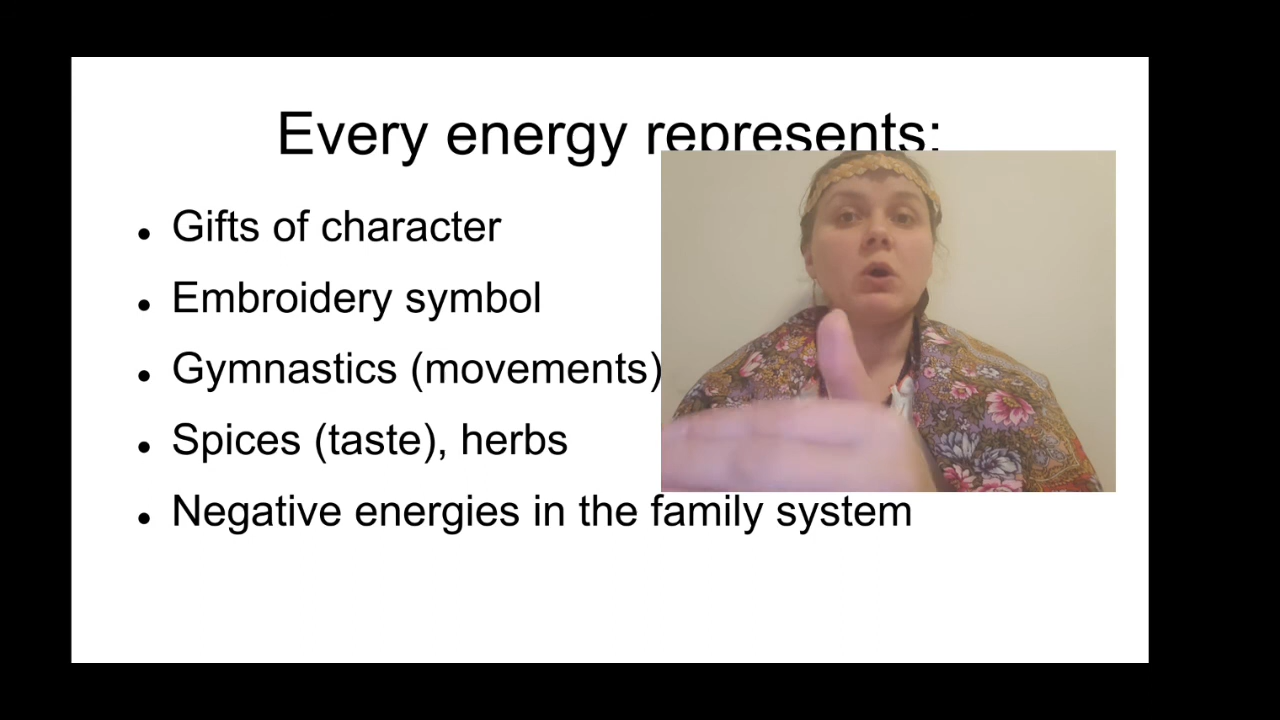 Every energy represents:
Gifts of character
Embroidery symbol
Gymnastics (movements)
Spices (taste), herbs
Negative energies in the family system